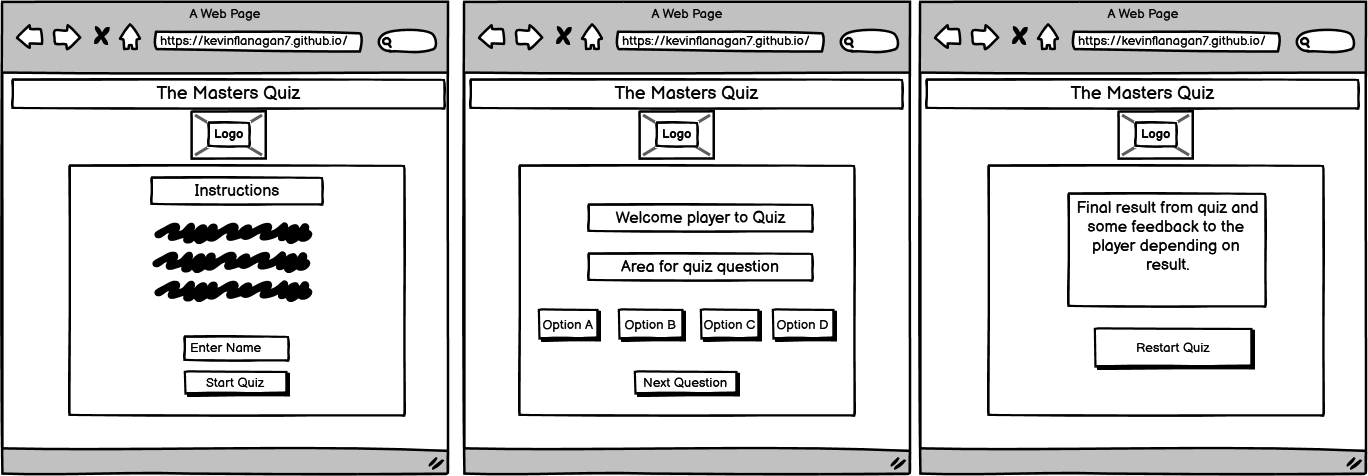 A Web Page
https://kevinflanagan7.github.io/
The Masters Quiz
Logo
Instructions
Enter Name
Start Quiz
A Web Page
https://kevinflanagan7.github.io/
The Masters Quiz
Logo
Welcome player to Quiz
Area for quiz question
Option A
Option B
Option C
Option D
Next Question
A Web Page
https://kevinflanagan7.github.io/
The Masters Quiz
Logo
Final result from quiz and
some feedback to the
player depending on
result.
Restart Quiz